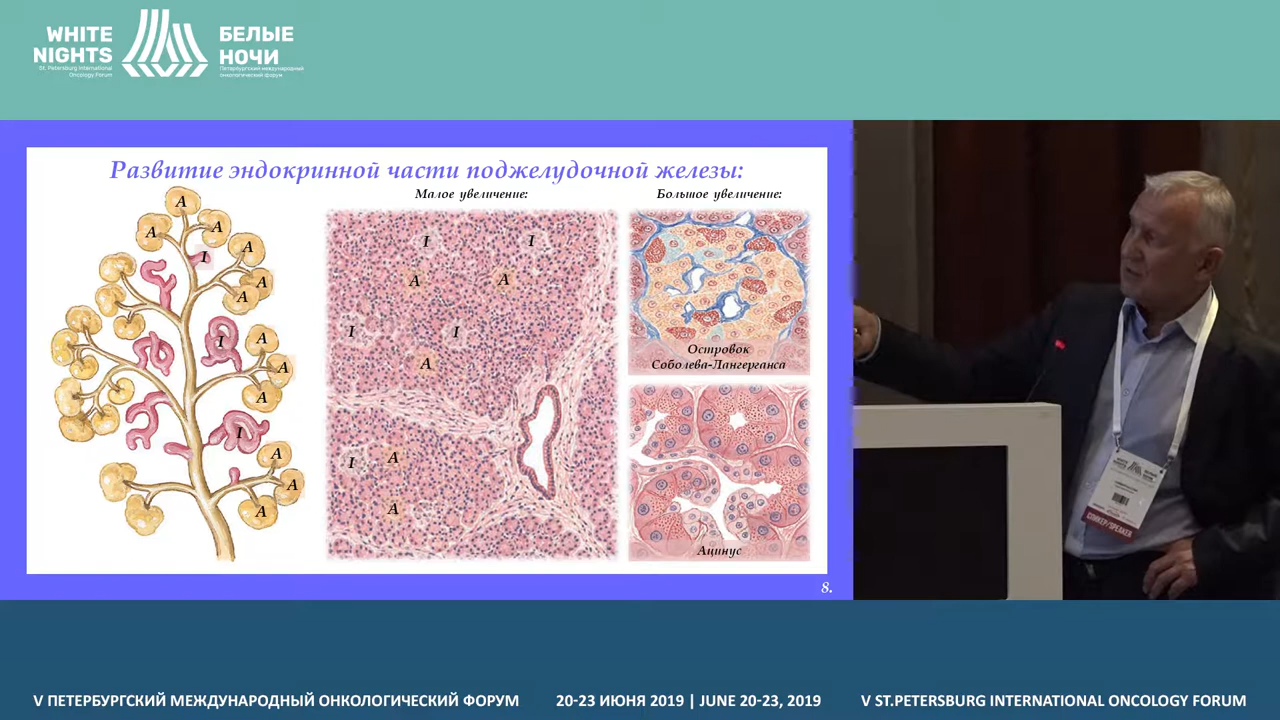 WHITE
NIGHTS
St. Petersburg International
Oncology Forum
БЕЛЫЕ
НОЧИ
Петербургский международный
онкологический форум
Развитие эндокринной части поджелудочной железы:
Малое увеличение:
Большое увеличение:
A
A
A
A
I
A
A
I
A
A
A
I
A
A
A
I
I
A
A
I
I
A
I
A
A
Островок
Соболева-Лангерганса
Ацинус
8.
СПИКЕР/SPEAKER
V ПЕТЕРБУРГСКИЙ МЕЖДУНАРОДНЫЙ ОНКОЛОГИЧЕСКИЙ ФОРУМ
20-23 ИЮНЯ 2019 | JUNE 20-23, 2019
V ST.PETERSBURG INTERNATIONAL ONCOLOGY FORUM